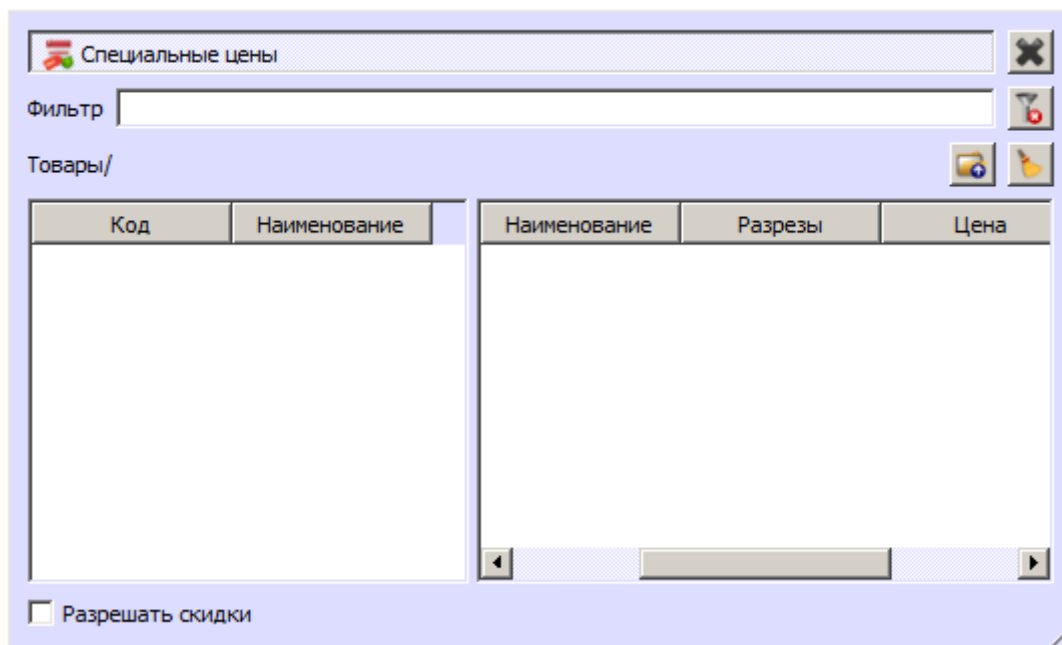 Специальные цены
Фильтр
Товары/
Код Наименование Наименование Разрезы Цена
Разрешать скидки